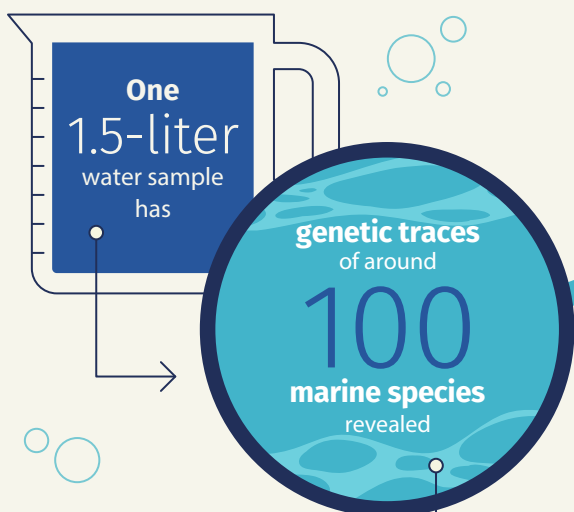 One
1.5-liter
water sample
has
genetic traces
of around
100
marine species
revealed